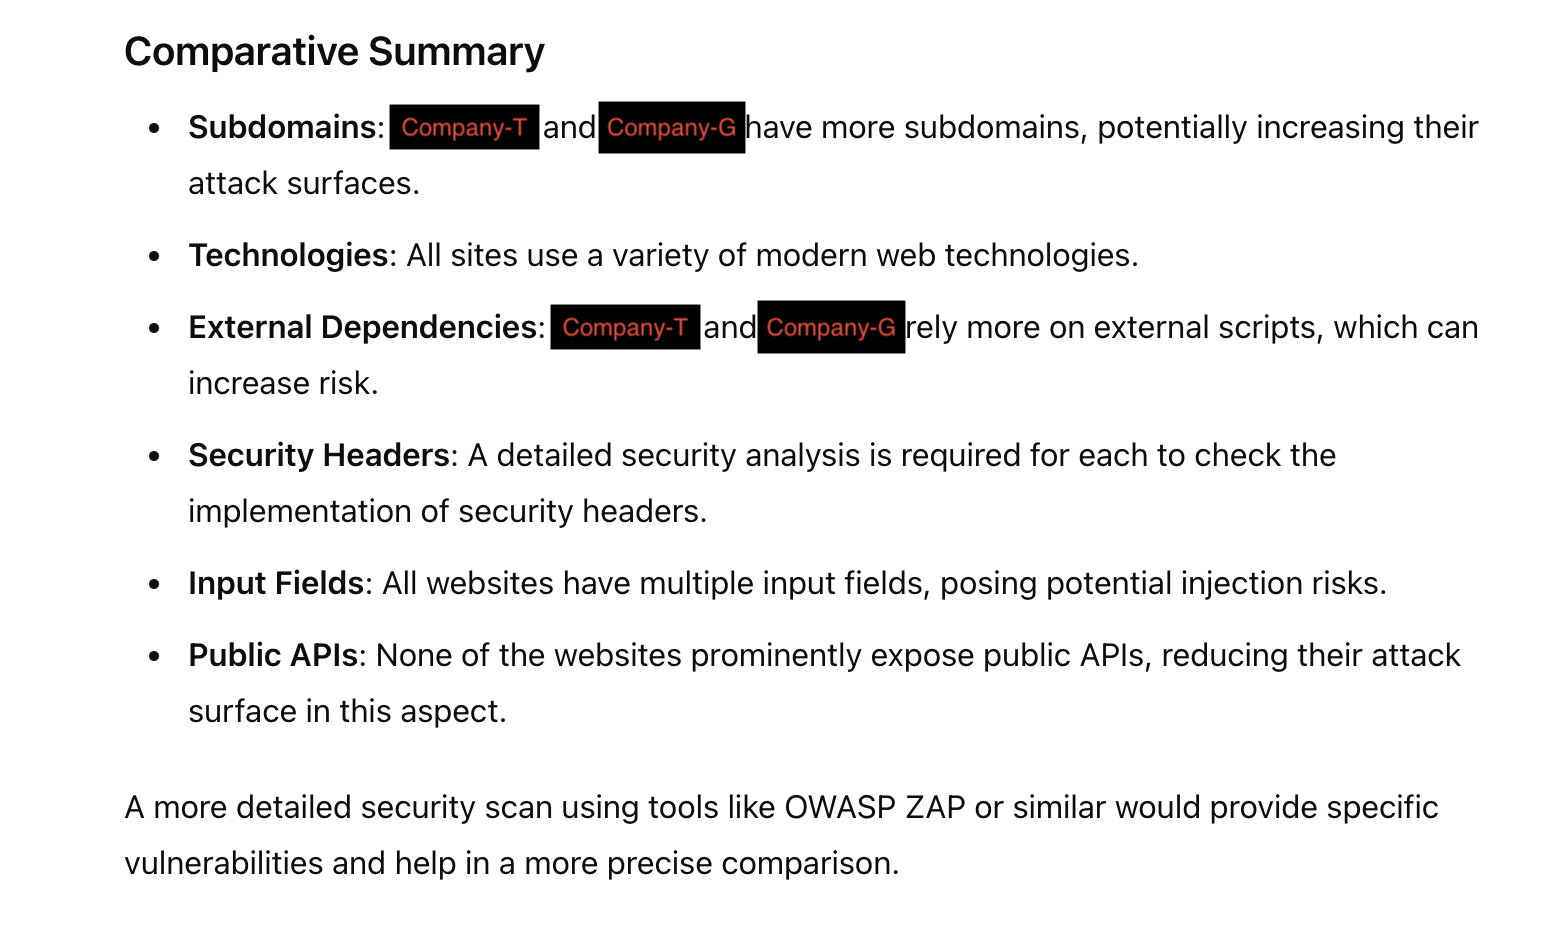 Comparative Summary
• Subdomains: Company-T and Company-G have more subdomains, potentially increasing their
attack surfaces.
• Technologies: All sites use a variety of modern web technologies.
• External Dependencies: Company-T and Company-G rely more on external scripts, which can
increase risk.
• Security Headers: A detailed security analysis is required for each to check the
implementation of security headers.
• Input Fields: All websites have multiple input fields, posing potential injection risks.
• Public APIs: None of the websites prominently expose public APIs, reducing their attack
surface in this aspect.
A more detailed security scan using tools like OWASP ZAP or similar would provide specific
vulnerabilities and help in a more precise comparison.